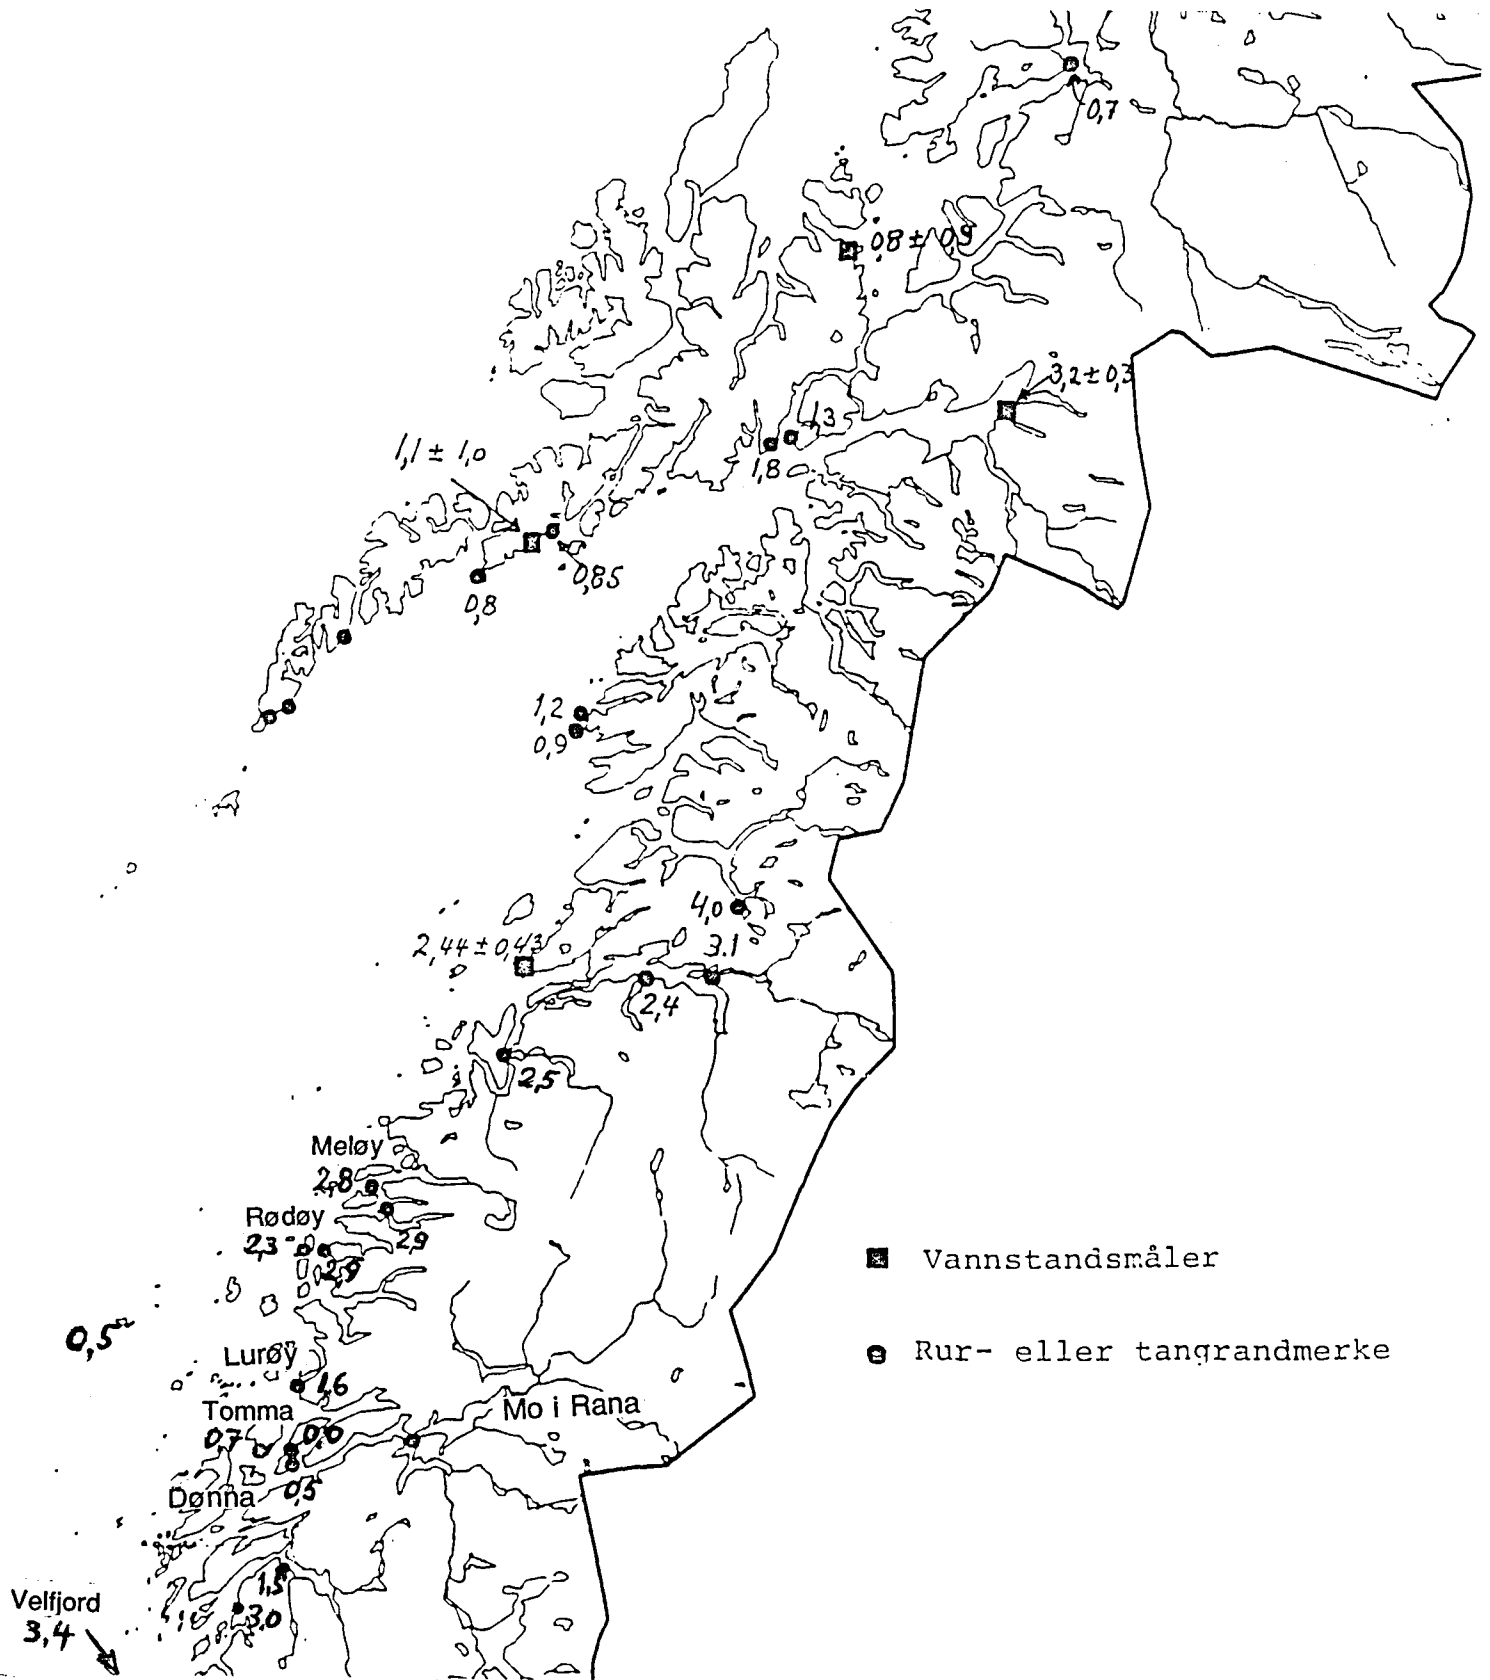 0,7
0,8 ± 0,9
3,2 ± 0,3
1,3
1,8
1,1 ± 1,0
0,85
0,8
1,2
0,9
4,0
2,44 ± 0,43
3.1
2,4
2,5
Meløy
2,8
Rødøy
2,9
2,3
2,9
Vannstandsmåler
0,5
Rur- eller tangrandmerke
Lurøy
1,6
Tomma
Mo i Rana
0,7
0,6
Dønna
0,5
1,5
Velfjord
3,0
3,4